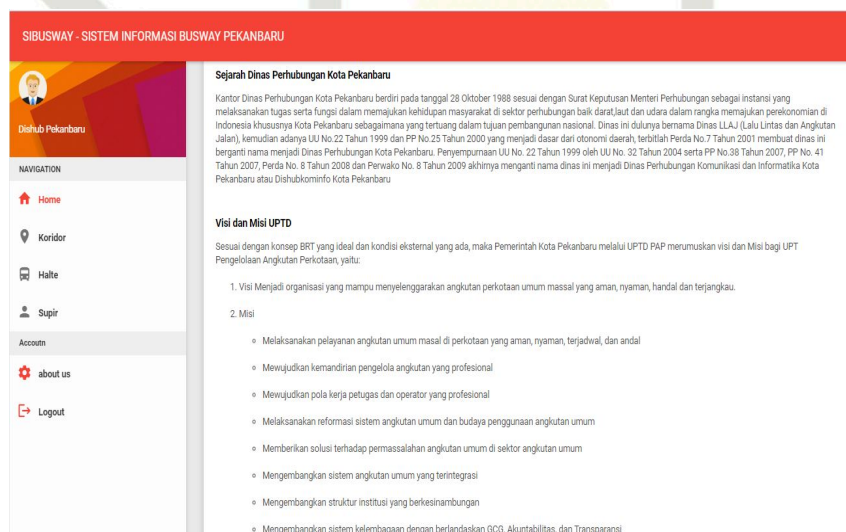 SIBUSWAY - SISTEM INFORMASI BUSWAY PEKANBARU
Dishub Pekanbaru
NAVIGATION
Home
Koridor
Halte
Supir
Accoutn
about us
Logout
Sejarah Dinas Perhubungan Kota Pekanbaru
Kantor Dinas Perhubungan Kota Pekanbaru berdiri pada tanggal 28 Oktober 1988 sesuai dengan Surat Keputusan Menteri Perhubungan sebagai instansi yang
melaksanakan tugas serta fungsi dalam memajukan kehidupan masyarakat di sektor perhubungan baik darat,laut dan udara dalam rangka memajukan perekonomian di
Indonesia khususnya Kota Pekanbaru sebagaimana yang tertuang dalam tujuan pembangunan nasional. Dinas ini dulunya bernama Dinas LLAJ (Lalu Lintas dan Angkutan
Jalan), kemudian adanya UU No.22 Tahun 1999 dan PP No.25 Tahun 2000 yang menjadi dasar dari otonomi daerah, terbitlah Perda No.7 Tahun 2001 membuat dinas ini
berganti nama menjadi Dinas Perhubungan Kota Pekanbaru. Penyempurnaan UU No. 22 Tahun 1999 oleh UU No. 32 Tahun 2004 serta PP No.38 Tahun 2007, PP No. 41
Tahun 2007, Perda No. 8 Tahun 2008 dan Perwako No. 8 Tahun 2009 akhirnya menganti nama dinas ini menjadi Dinas Perhubungan Komunikasi dan Informatika Kota
Pekanbaru atau Dishubkominfo Kota Pekanbaru
Visi dan Misi UPTD
Sesuai dengan konsep BRT yang ideal dan kondisi eksternal yang ada, maka Pemerintah Kota Pekanbaru melalui UPTD PAP merumuskan visi dan Misi bagi UPT
Pengelolaan Angkutan Perkotaan, yaitu:
1. Visi Menjadi organisasi yang mampu menyelenggarakan angkutan perkotaan umum massal yang aman, nyaman, handal dan terjangkau.
2. Misi
Melaksanakan pelayanan angkutan umum masal di perkotaan yang aman, nyaman, terjadwal, dan andal
Mewujudkan kemandirian pengelola angkutan yang profesional
Mewujudkan pola kerja petugas dan operator yang profesional
Melaksanakan reformasi sistem angkutan umum dan budaya penggunaan angkutan umum
Memberikan solusi terhadap permassalahan angkutan umum di sektor angkutan umum
Mengembangkan sistem angkutan umum yang terintegrasi
Mengembangkan struktur institusi yang berkesinambungan
Mengembangkan sistem kelembagaan dengan berlandaskan GCG, Akuntabilitas, dan Transparansi